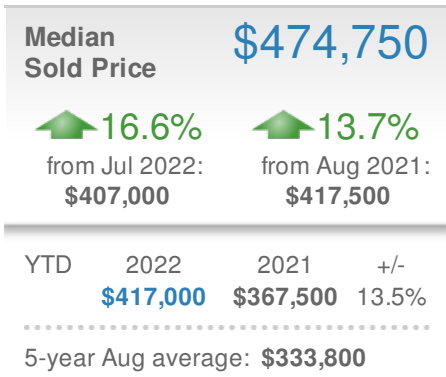 Median
Sold Price
$474,750
16.6%
from Jul 2022:
$407,000
13.7%
from Aug 2021:
$417,500
YTD 2022 2021 +/-
$417,000 $367,500 13.5%
5-year Aug average: $333,800